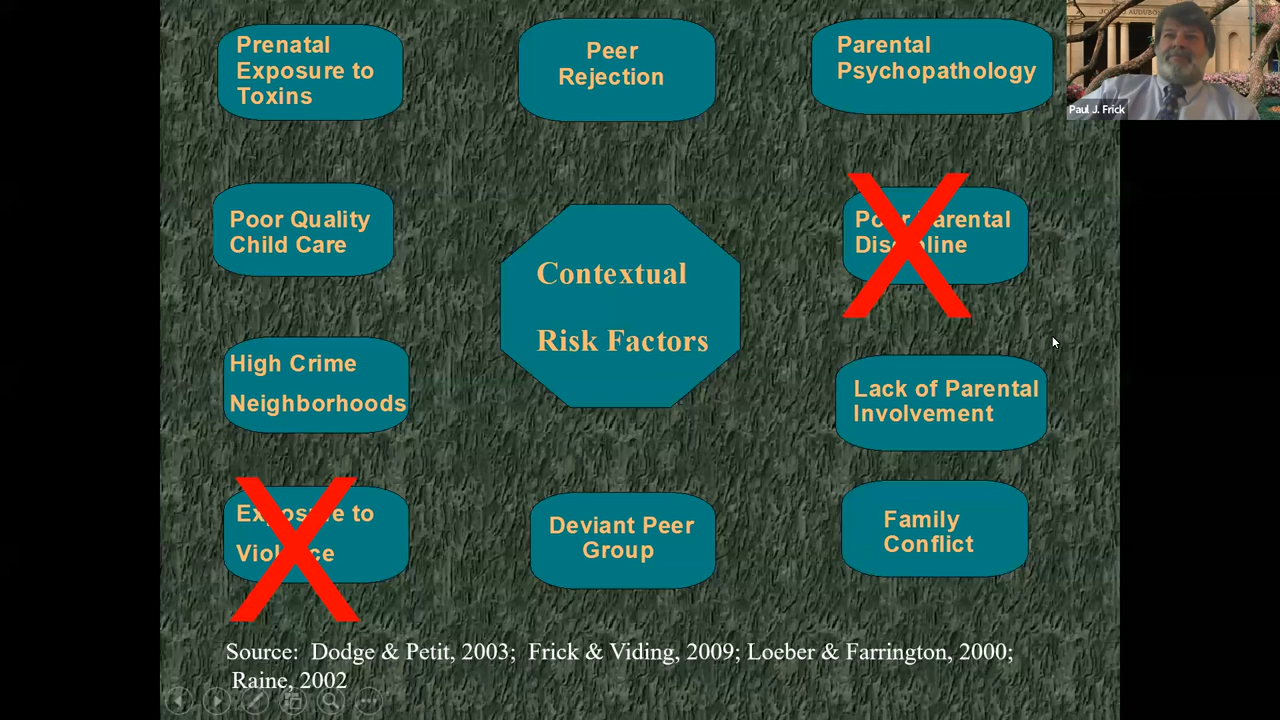 Prenatal
Exposure to
Toxins
Peer
Rejection
Parental
Psychopathology
Paul J. Frick
Poor Quality
Child Care
Poor Parental
Discipline
Contextual
Risk Factors
High Crime
Neighborhoods
Lack of Parental
Involvement
Exposure to
Violence
Deviant Peer
Group
Family
Conflict
Source: Dodge & Petit, 2003; Frick & Viding, 2009; Loeber & Farrington, 2000;
Raine, 2002